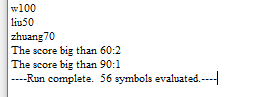 w100
liu50
zhuang70
The score big than 60:2
The score big than 90:1
----Run complete.  56 symbols evaluated.----